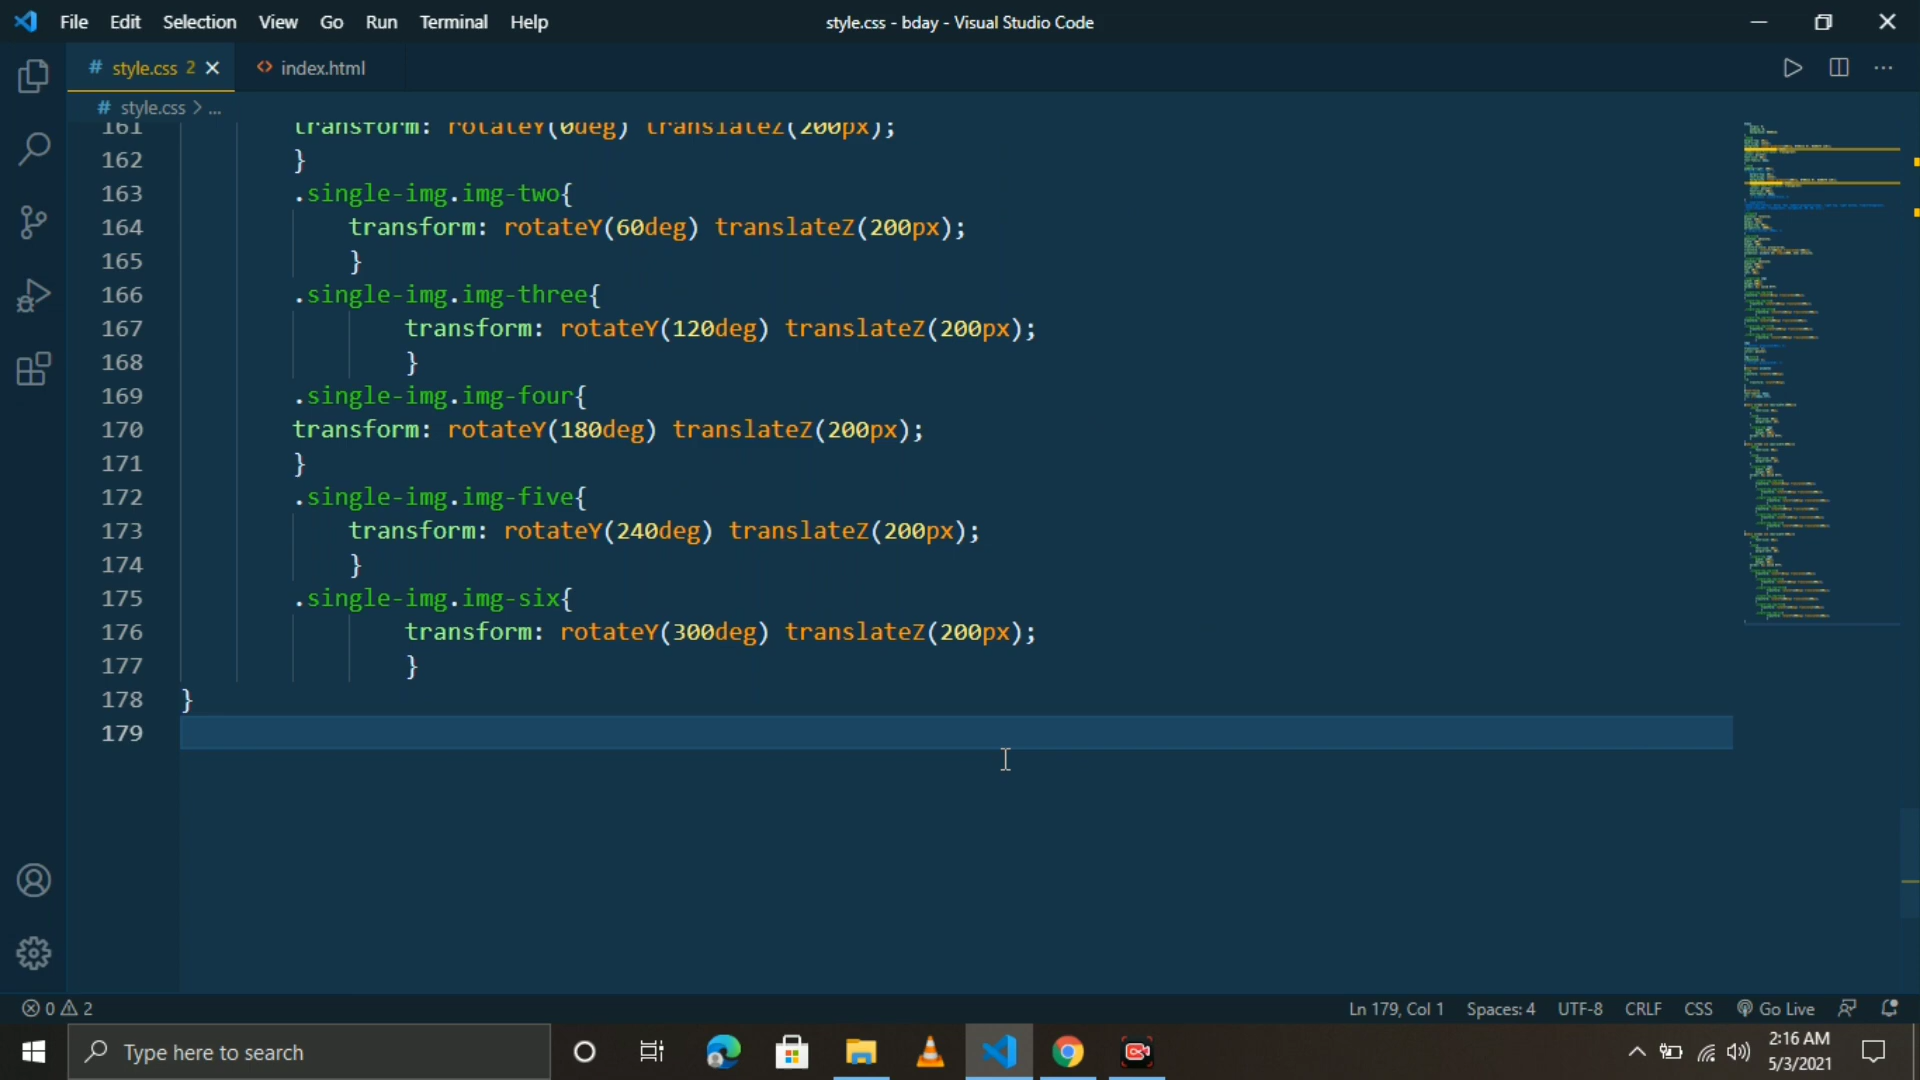 File Edit Selection View Go Run Terminal Help style.css - bday - Visual Studio Code
# style.css 2 <> index.html
# style.css > ...
161 transform: rotateY(0deg) translateZ(200px);
162 }
163 .single-img.img-two{
164 transform: rotateY(60deg) translateZ(200px);
165 }
166 .single-img.img-three{
167 transform: rotateY(120deg) translateZ(200px);
168 }
169 .single-img.img-four{
170 transform: rotateY(180deg) translateZ(200px);
171 }
172 .single-img.img-five{
173 transform: rotateY(240deg) translateZ(200px);
174 }
175 .single-img.img-six{
176 transform: rotateY(300deg) translateZ(200px);
177 }
178 }
179
0 2 Ln 179, Col 1 Spaces: 4 UTF-8 CRLF CSS Go Live
Type here to search
2:16 AM
5/3/2021